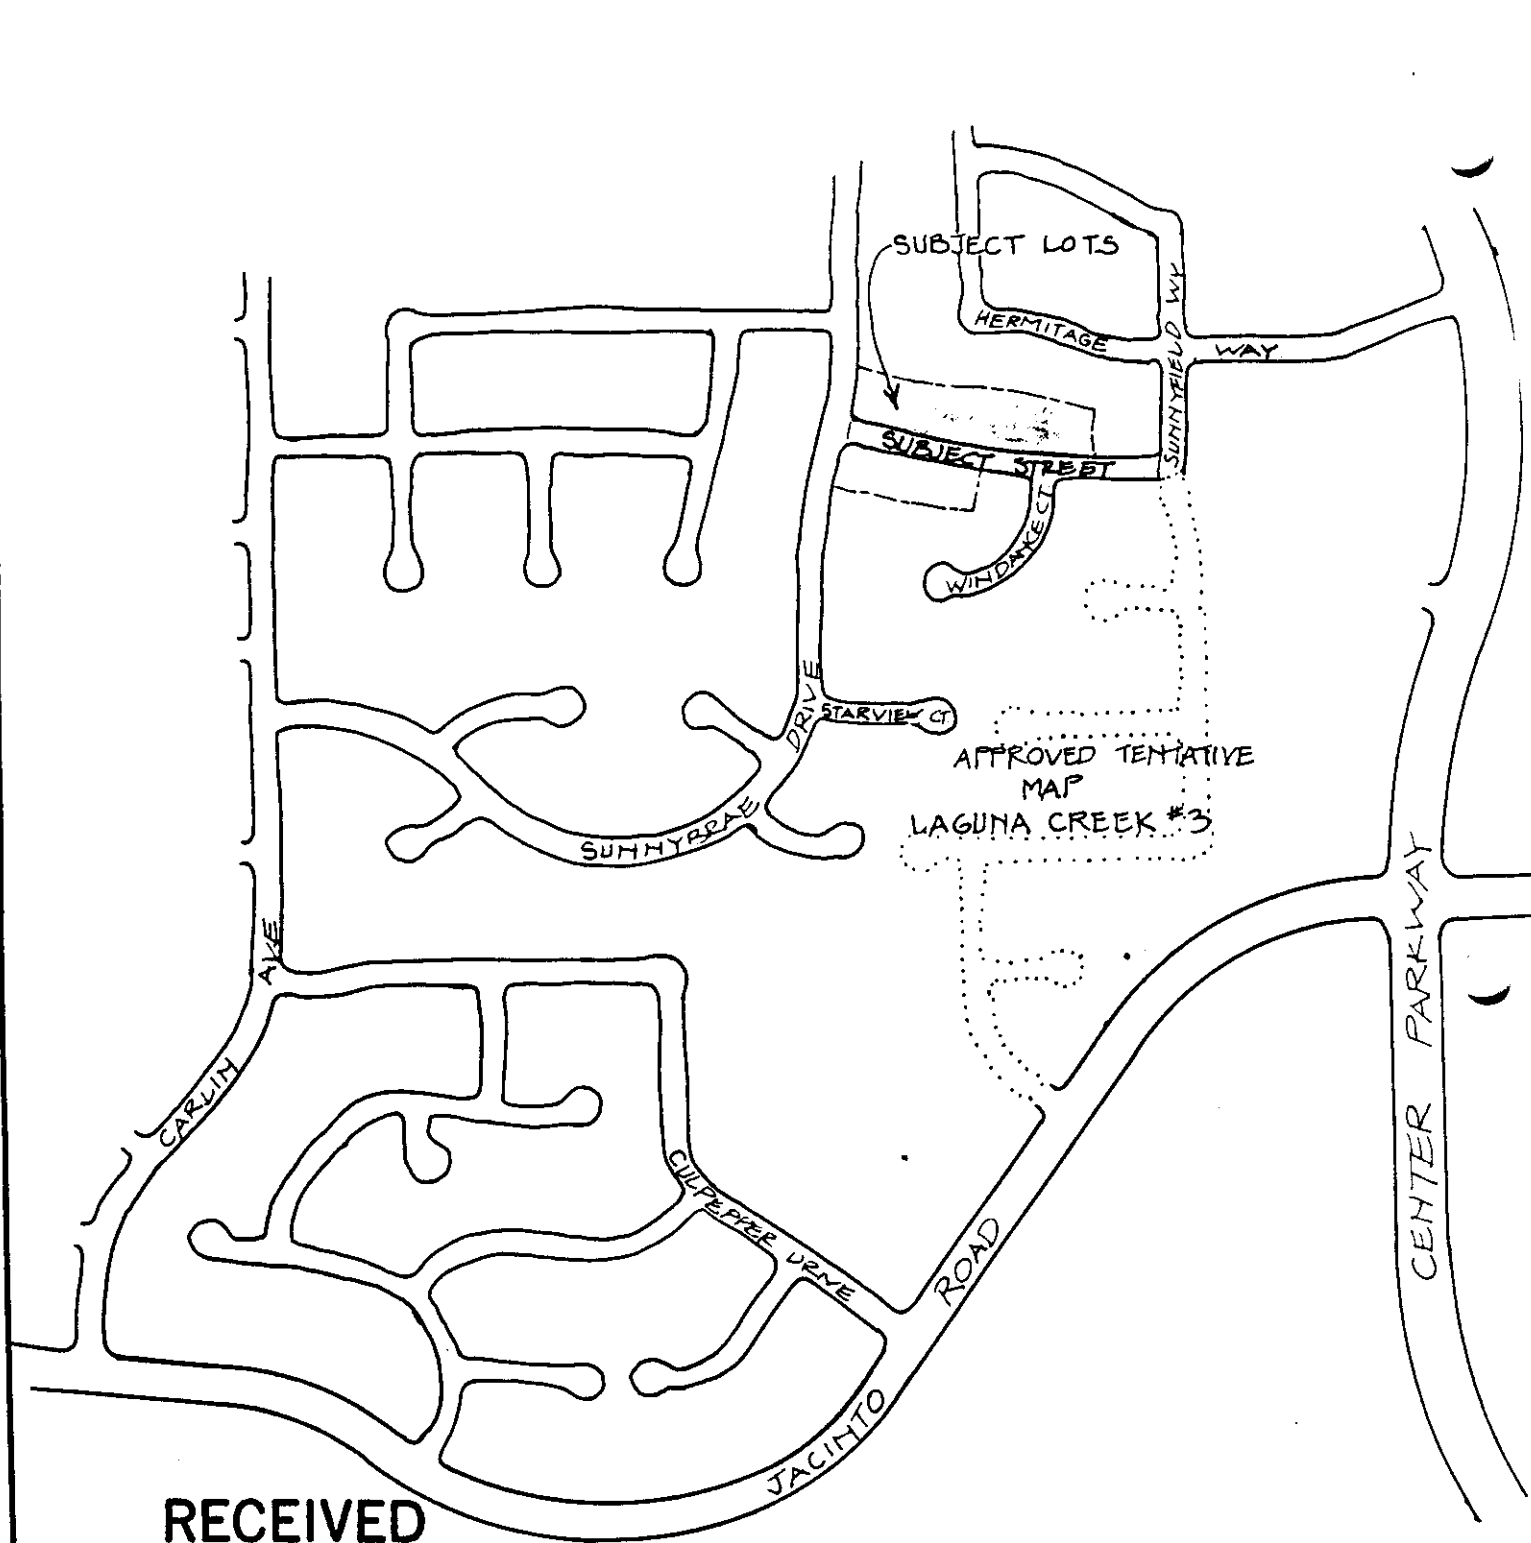 SUBJECT LOTS
HERMITAGE
WAY
SUNNYFIELD WY
SUBJECT STREET
WINDANCE CT
DRIVE
STARVIEW CT
APPROVED TENTATIVE
MAP
LAGUNA CREEK #3
SUNNYBRAE
AVE
CARLIN
CENTER PARKWAY
CULPEPPER DRIVE
ROAD
JACINTO
RECEIVED